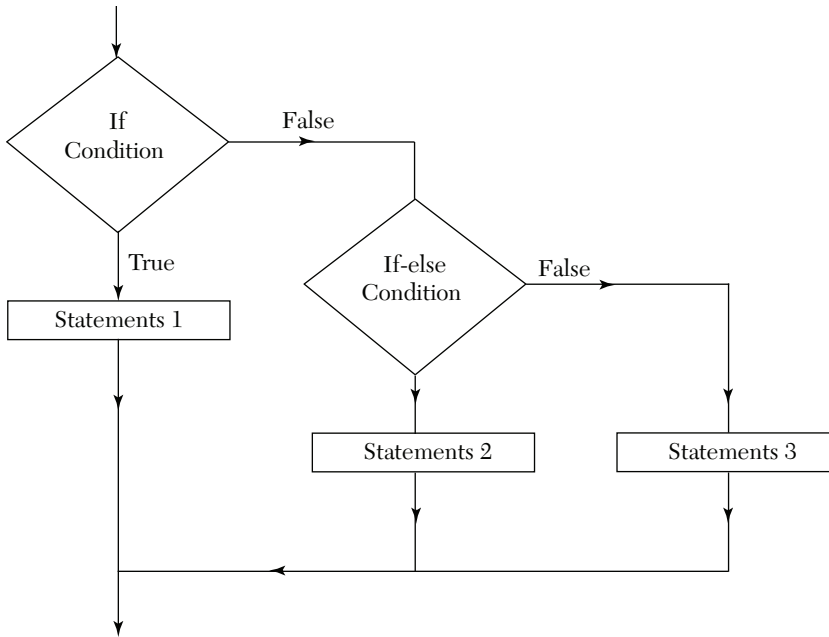 If
Condition
False
True
If-else
Condition
False
Statements 1
Statements 2
Statements 3